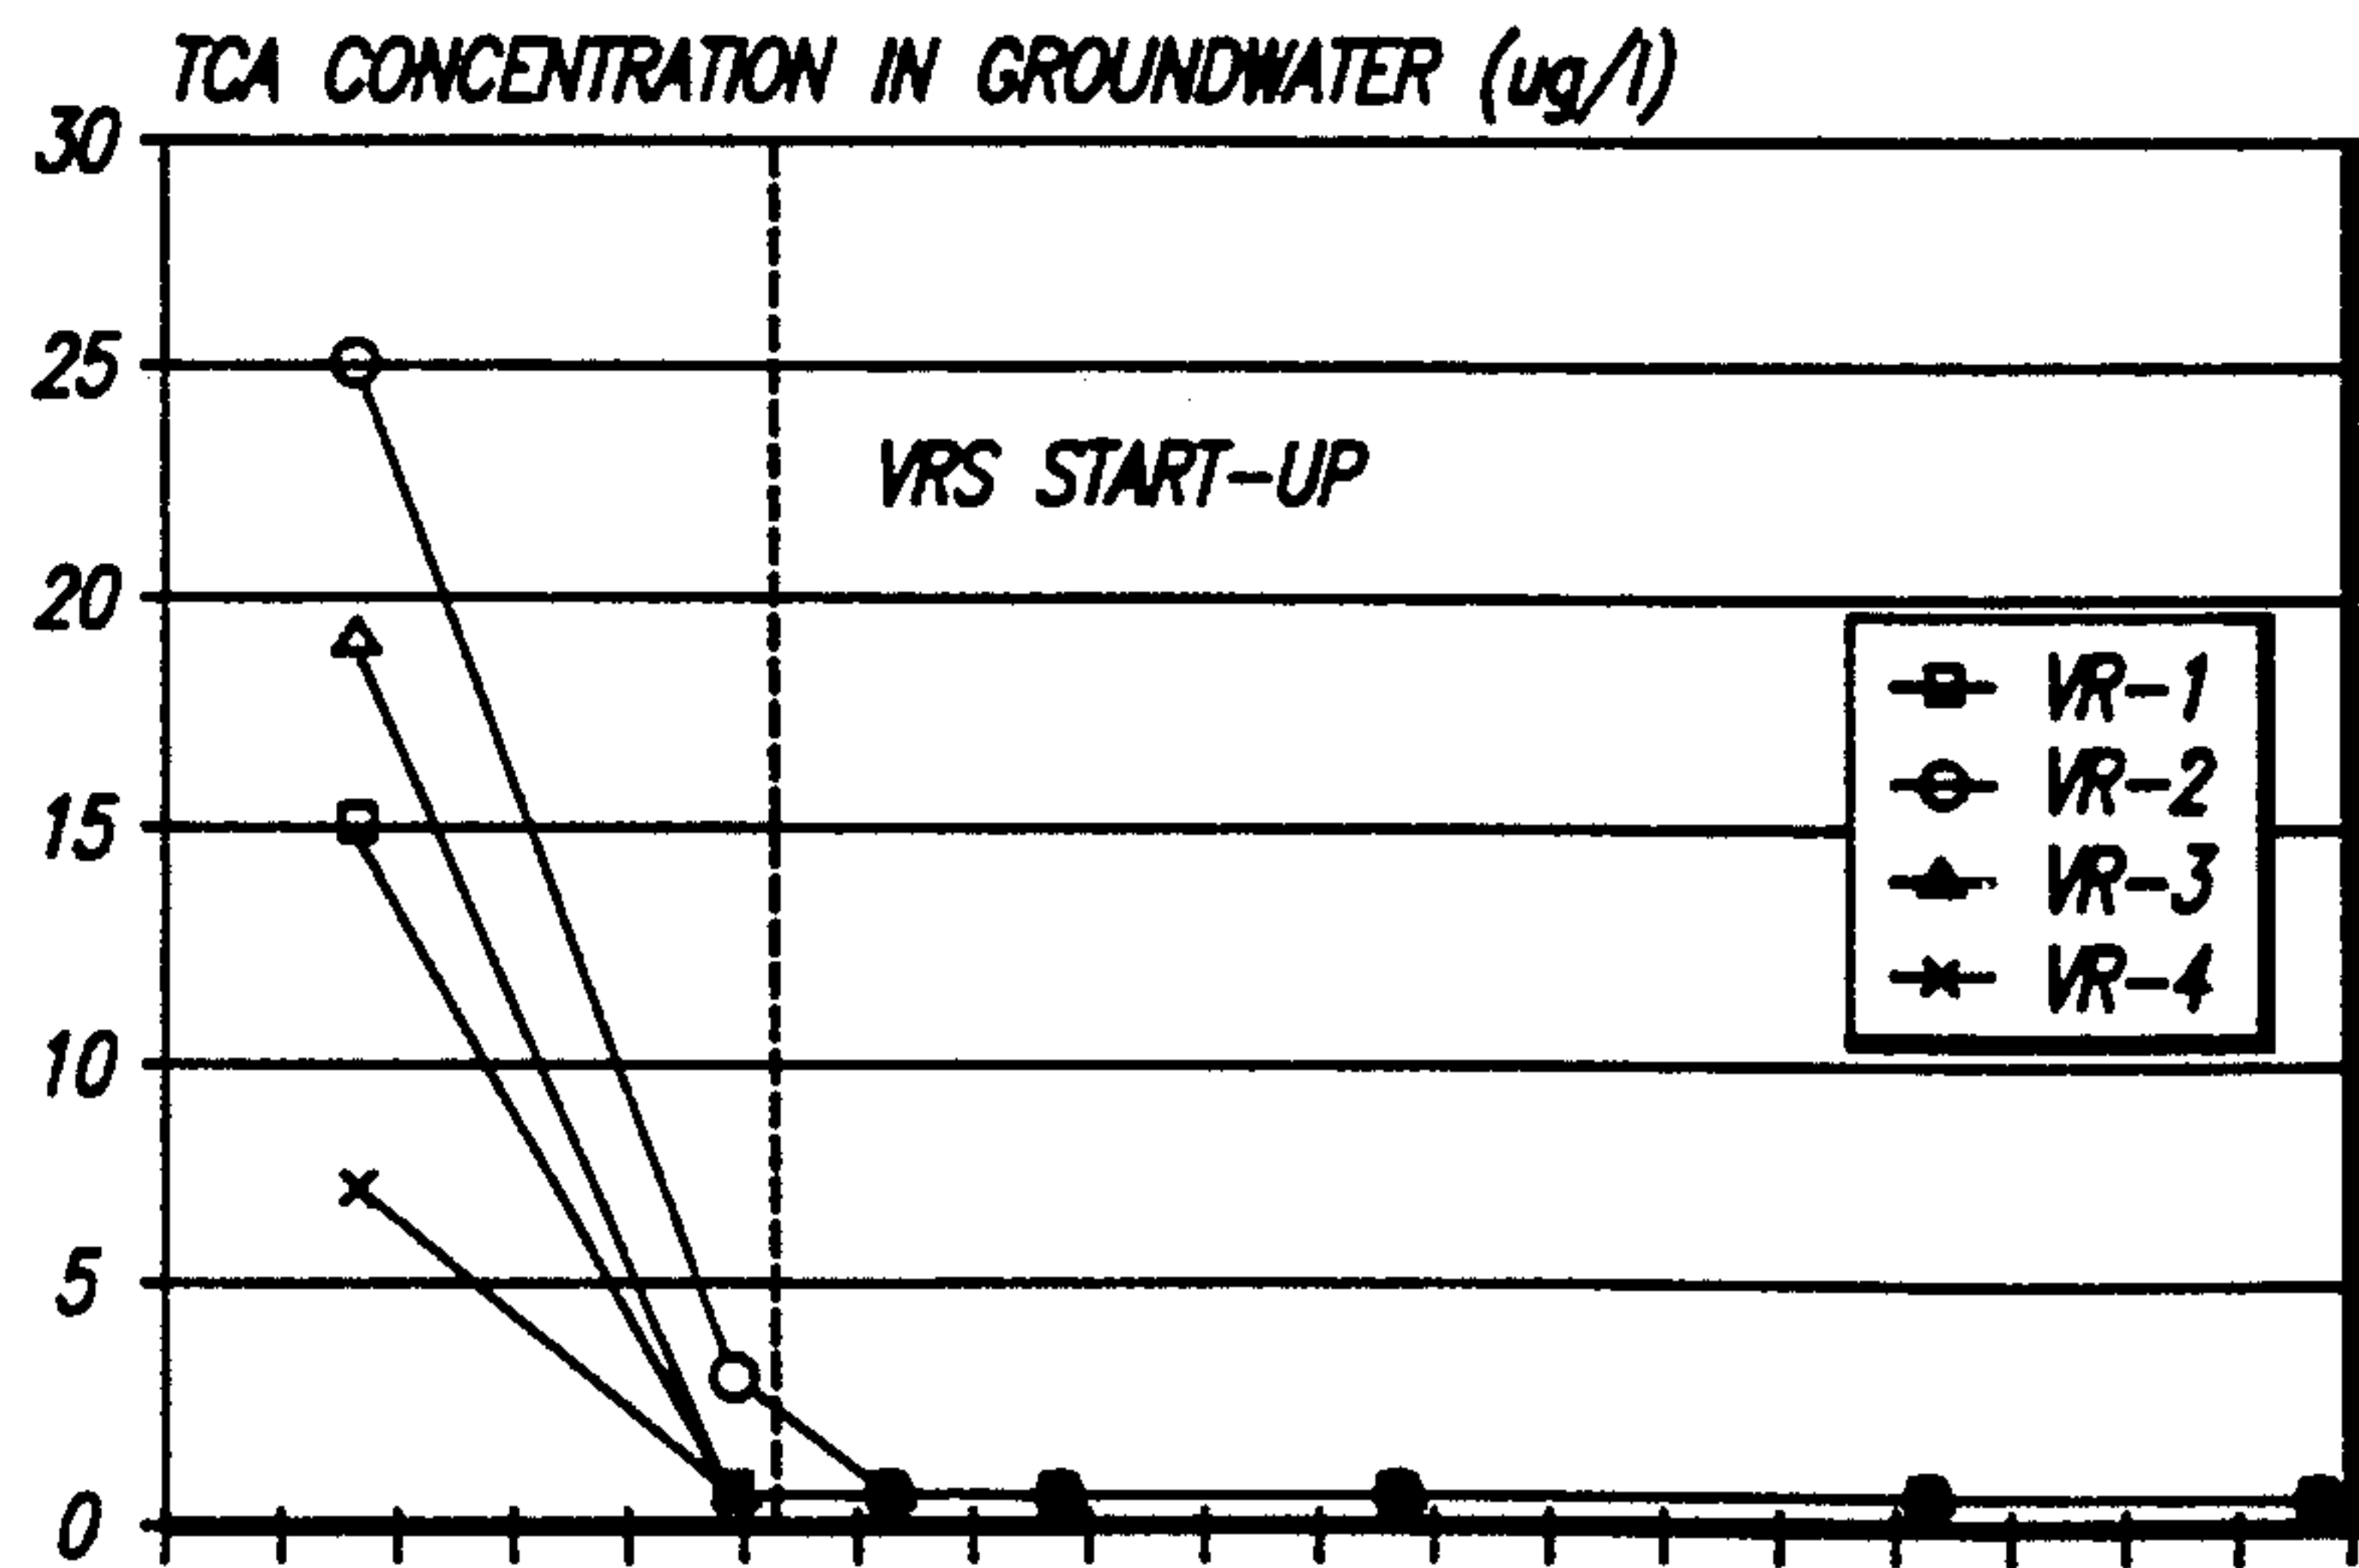 TCA CONCENTRATION IN GROUNDWATER (ug/l)
30
25
VRS START-UP
20
VR-1
VR-2
15
VR-3
VR-4
10
5
0